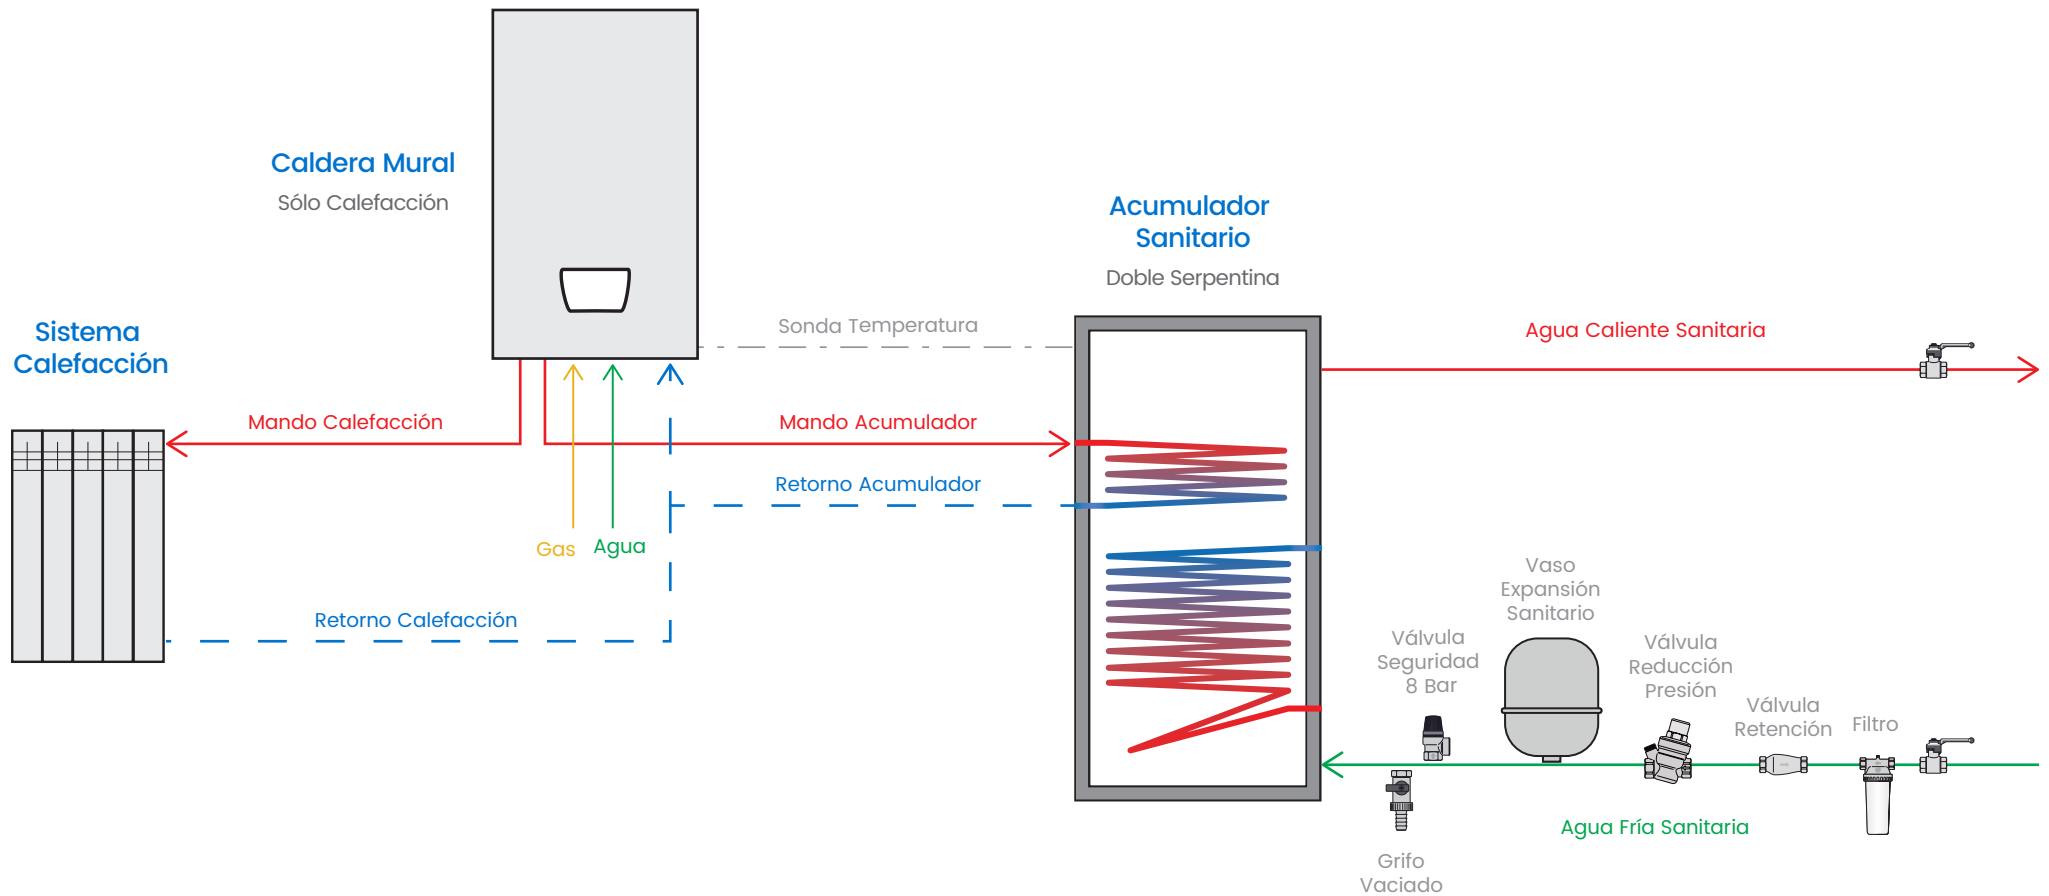 Caldera Mural
Sólo Calefacción
Acumulador
Sanitario
Doble Serpentina
Sistema
Calefacción
Sonda Temperatura
Agua Caliente Sanitaria
Mando Calefacción
Mando Acumulador
Retorno Acumulador
Gas
Agua
Retorno Calefacción
Vaso
Expansión
Sanitario
Válvula
Seguridad
8 Bar
Válvula
Reducción
Presión
Válvula
Retención
Filtro
Agua Fría Sanitaria
Grifo
Vaciado